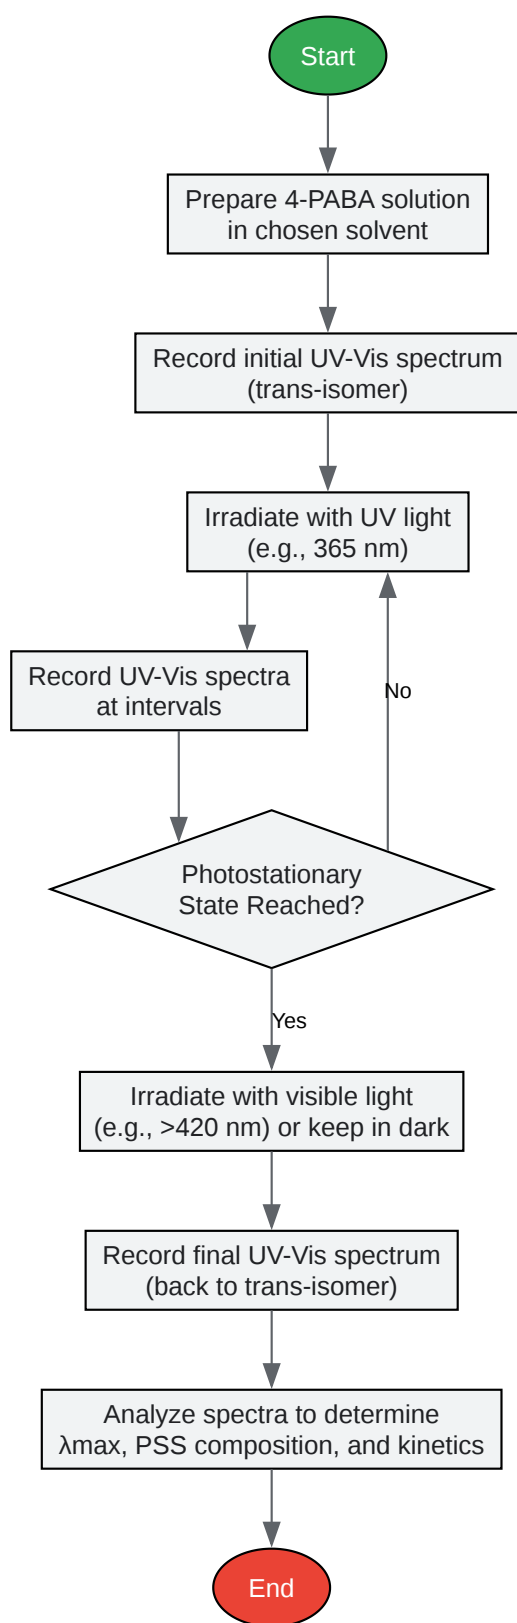 Start
Prepare 4-PABA solution
in chosen solvent
Record initial UV-Vis spectrum
(trans-isomer)
Irradiate with UV light
(e.g., 365 nm)
Record UV-Vis spectra
at intervals
No
Photostationary
State Reached?
Yes
Irradiate with visible light
(e.g., >420 nm) or keep in dark
Record final UV-Vis spectrum
(back to trans-isomer)
Analyze spectra to determine
λmax, PSS composition, and kinetics
End